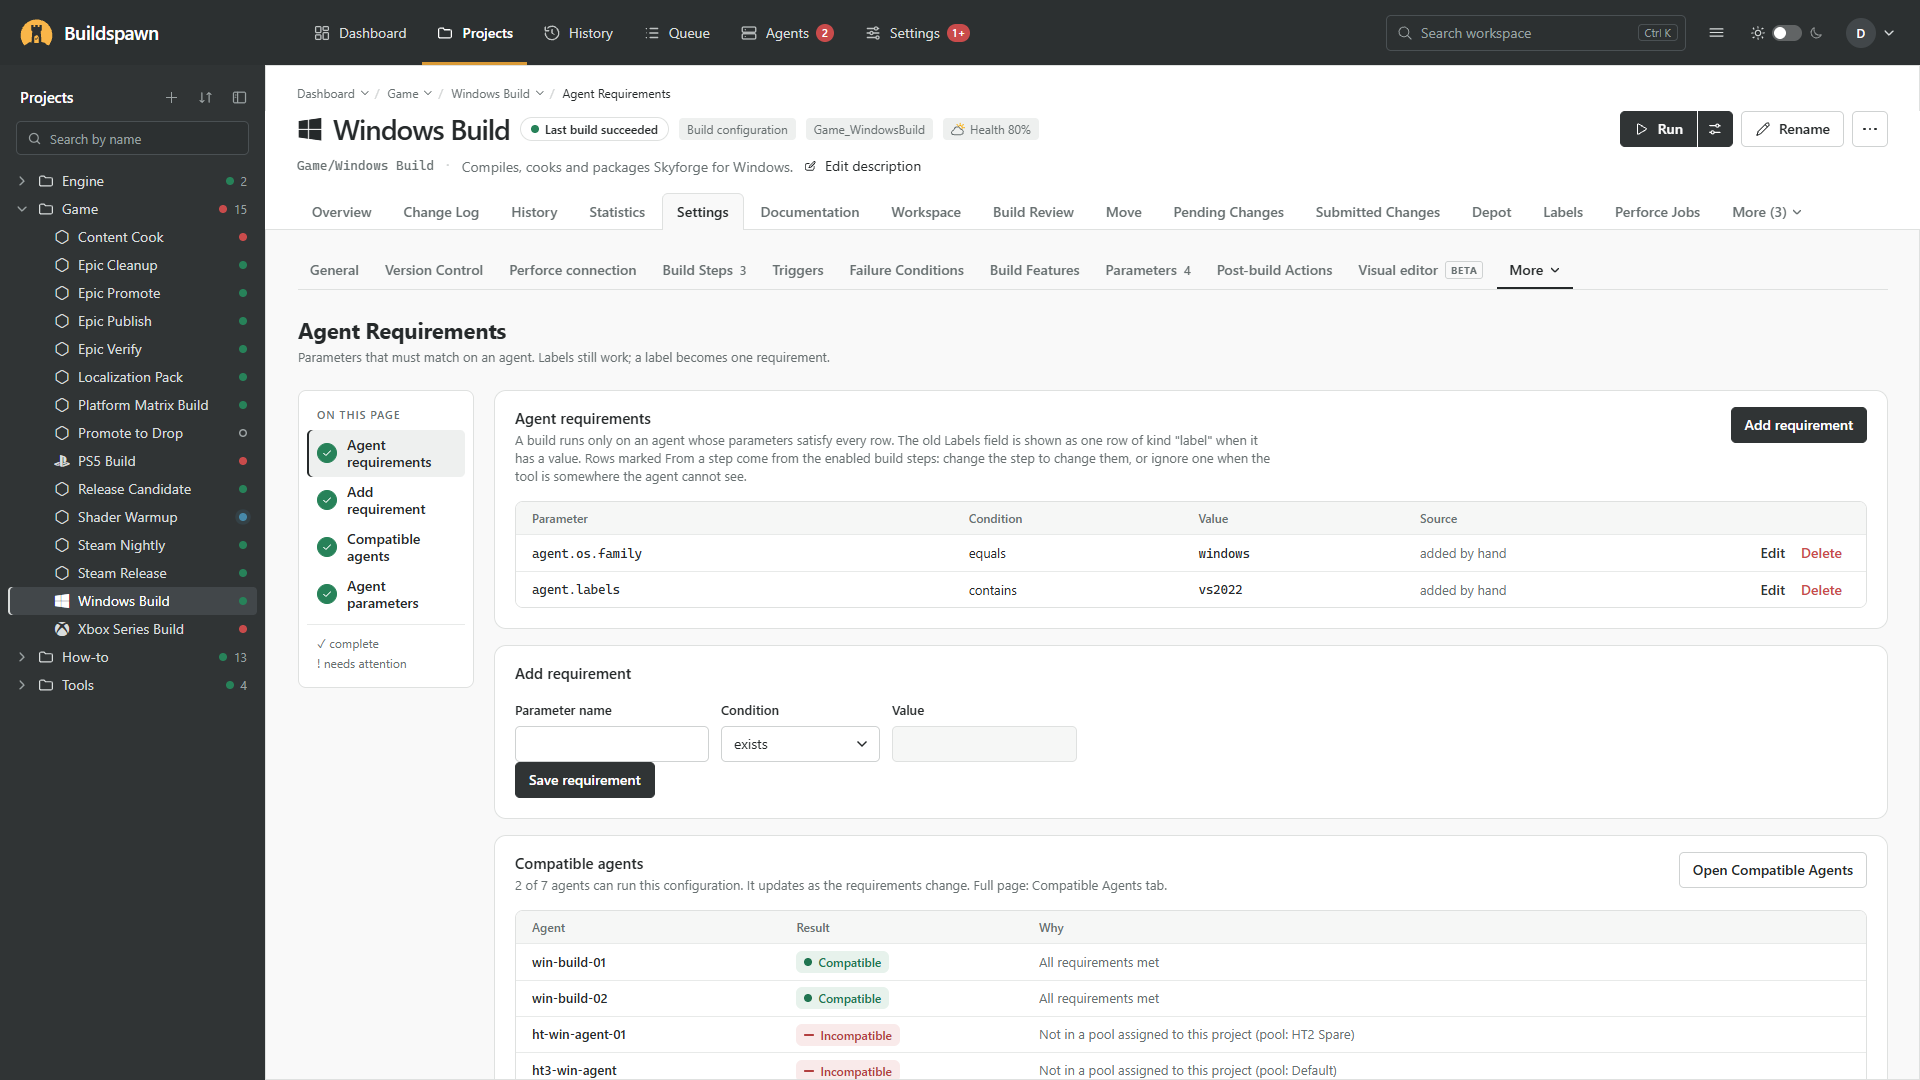 Buildspawn
Dashboard
Projects
History
Queue
Agents 2
Settings 1+
Search workspace Ctrl K
D
Projects
Search by name
Engine 2
Game 15
Content Cook
Epic Cleanup
Epic Promote
Epic Publish
Epic Verify
Localization Pack
Platform Matrix Build
Promote to Drop
PS5 Build
Release Candidate
Shader Warmup
Steam Nightly
Steam Release
Windows Build
Xbox Series Build
How-to 13
Tools 4
Dashboard / Game / Windows Build / Agent Requirements
Windows Build Last build succeeded Build configuration Game_WindowsBuild Health 80%
Run Rename
Game/Windows Build · Compiles, cooks and packages Skyforge for Windows. Edit description
Overview Change Log History Statistics Settings Documentation Workspace Build Review Move Pending Changes Submitted Changes Depot Labels Perforce Jobs More (3)
General Version Control Perforce connection Build Steps 3 Triggers Failure Conditions Build Features Parameters 4 Post-build Actions Visual editor BETA More
Agent Requirements
Parameters that must match on an agent. Labels still work; a label becomes one requirement.
ON THIS PAGE
Agent requirements
Add requirement
Compatible agents
Agent parameters
✓ complete
! needs attention
Agent requirements
Add requirement
A build runs only on an agent whose parameters satisfy every row. The old Labels field is shown as one row of kind "label" when it
has a value. Rows marked From a step come from the enabled build steps: change the step to change them, or ignore one when the
tool is somewhere the agent cannot see.
Parameter Condition Value Source
agent.os.family equals windows added by hand Edit Delete
agent.labels contains vs2022 added by hand Edit Delete
Add requirement
Parameter name Condition Value
exists
Save requirement
Compatible agents
2 of 7 agents can run this configuration. It updates as the requirements change. Full page: Compatible Agents tab.
Open Compatible Agents
Agent Result Why
win-build-01 Compatible All requirements met
win-build-02 Compatible All requirements met
ht-win-agent-01 Incompatible Not in a pool assigned to this project (pool: HT2 Spare)
ht3-win-agent Incompatible Not in a pool assigned to this project (pool: Default)